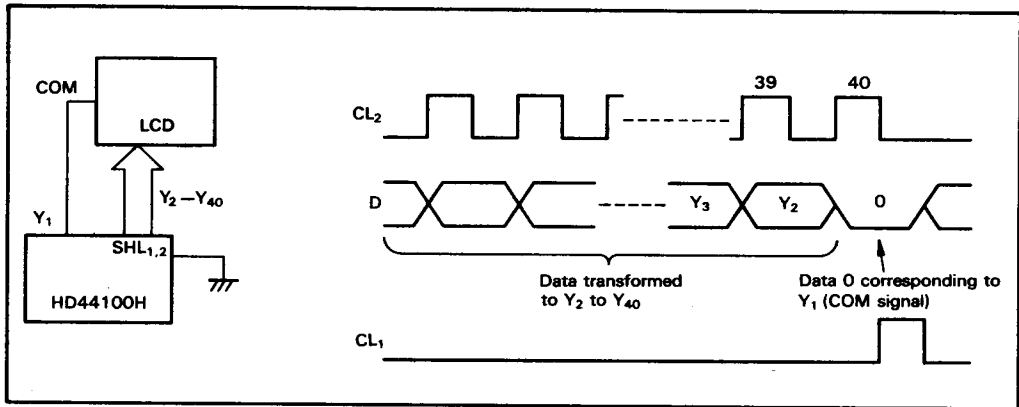 COM
LCD
Y₁
Y₂–Y₄₀
SHL₁,₂
HD44100H
CL₂
39
40
D
Y₃
Y₂
0
Data transformed
to Y₂ to Y₄₀
Data 0 corresponding to
Y₁ (COM signal)
CL₁